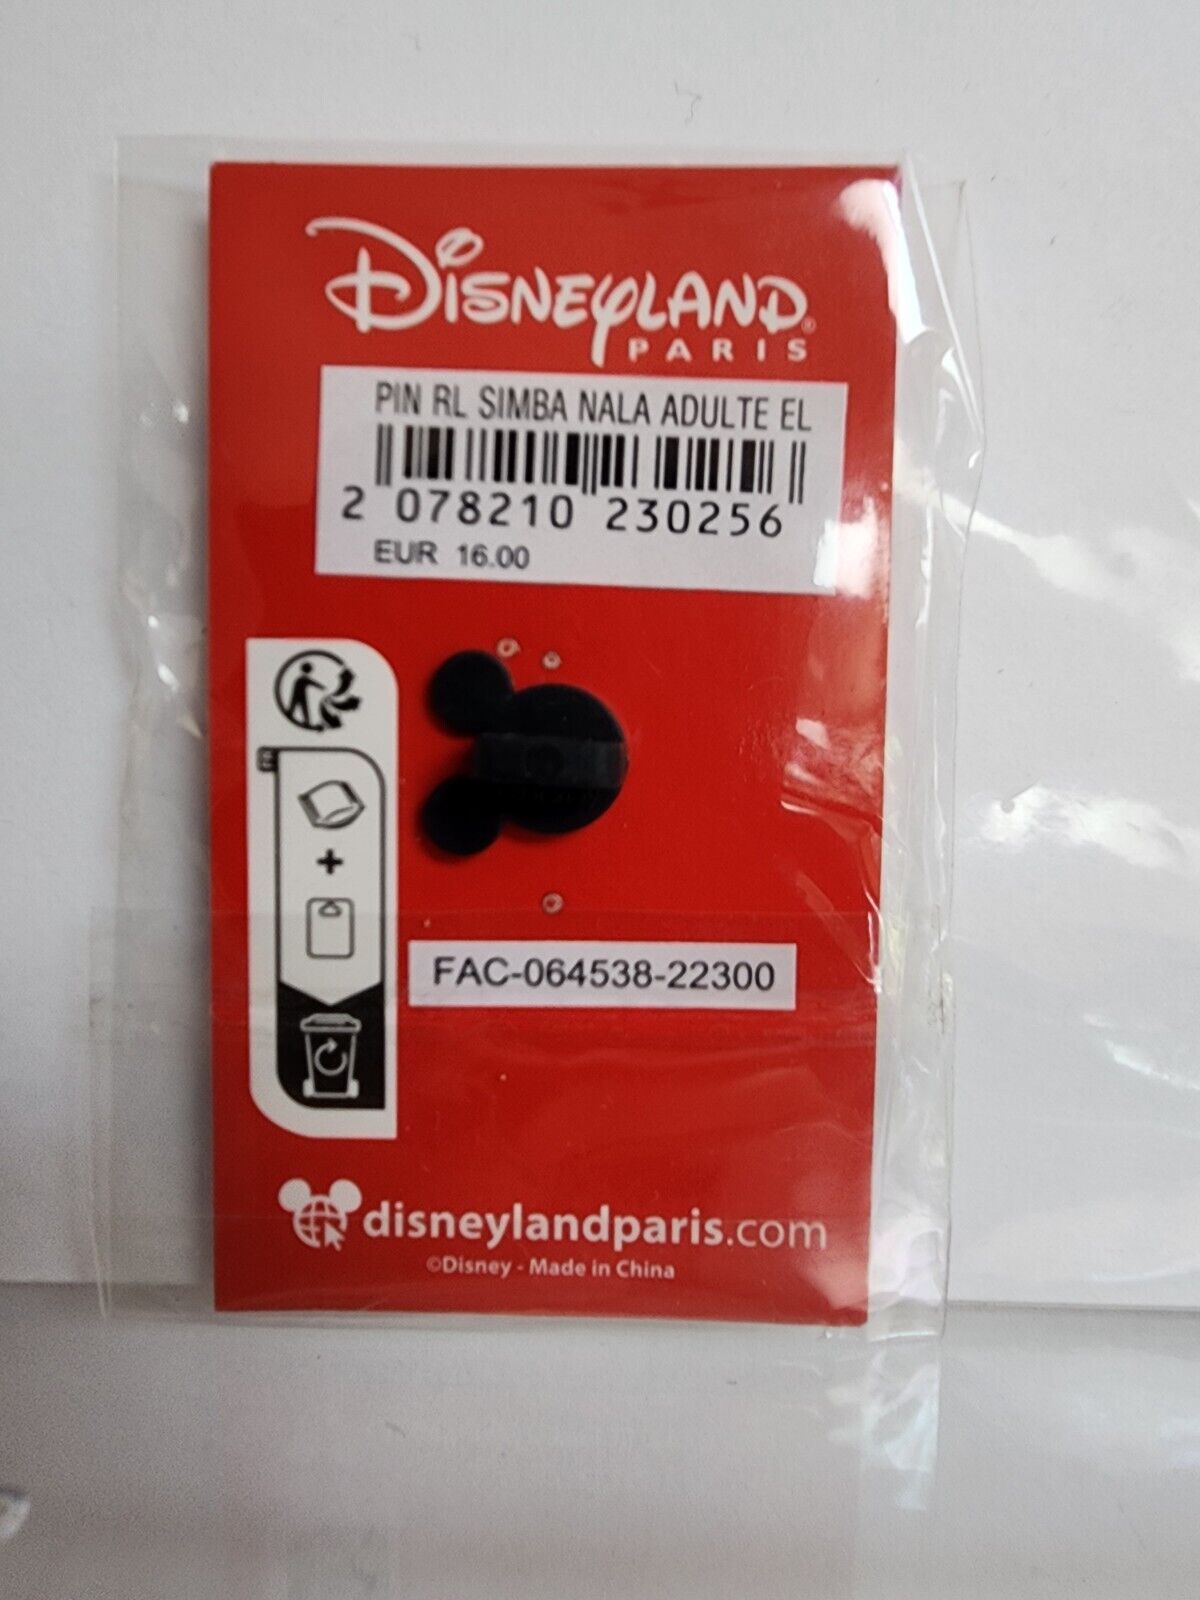 Disneyland®
PARIS
PIN RL SIMBA NALA ADULTE EL
2 078210 230256
EUR 16.00
+
FAC-064538-22300
disneylandparis.com
©Disney - Made in China